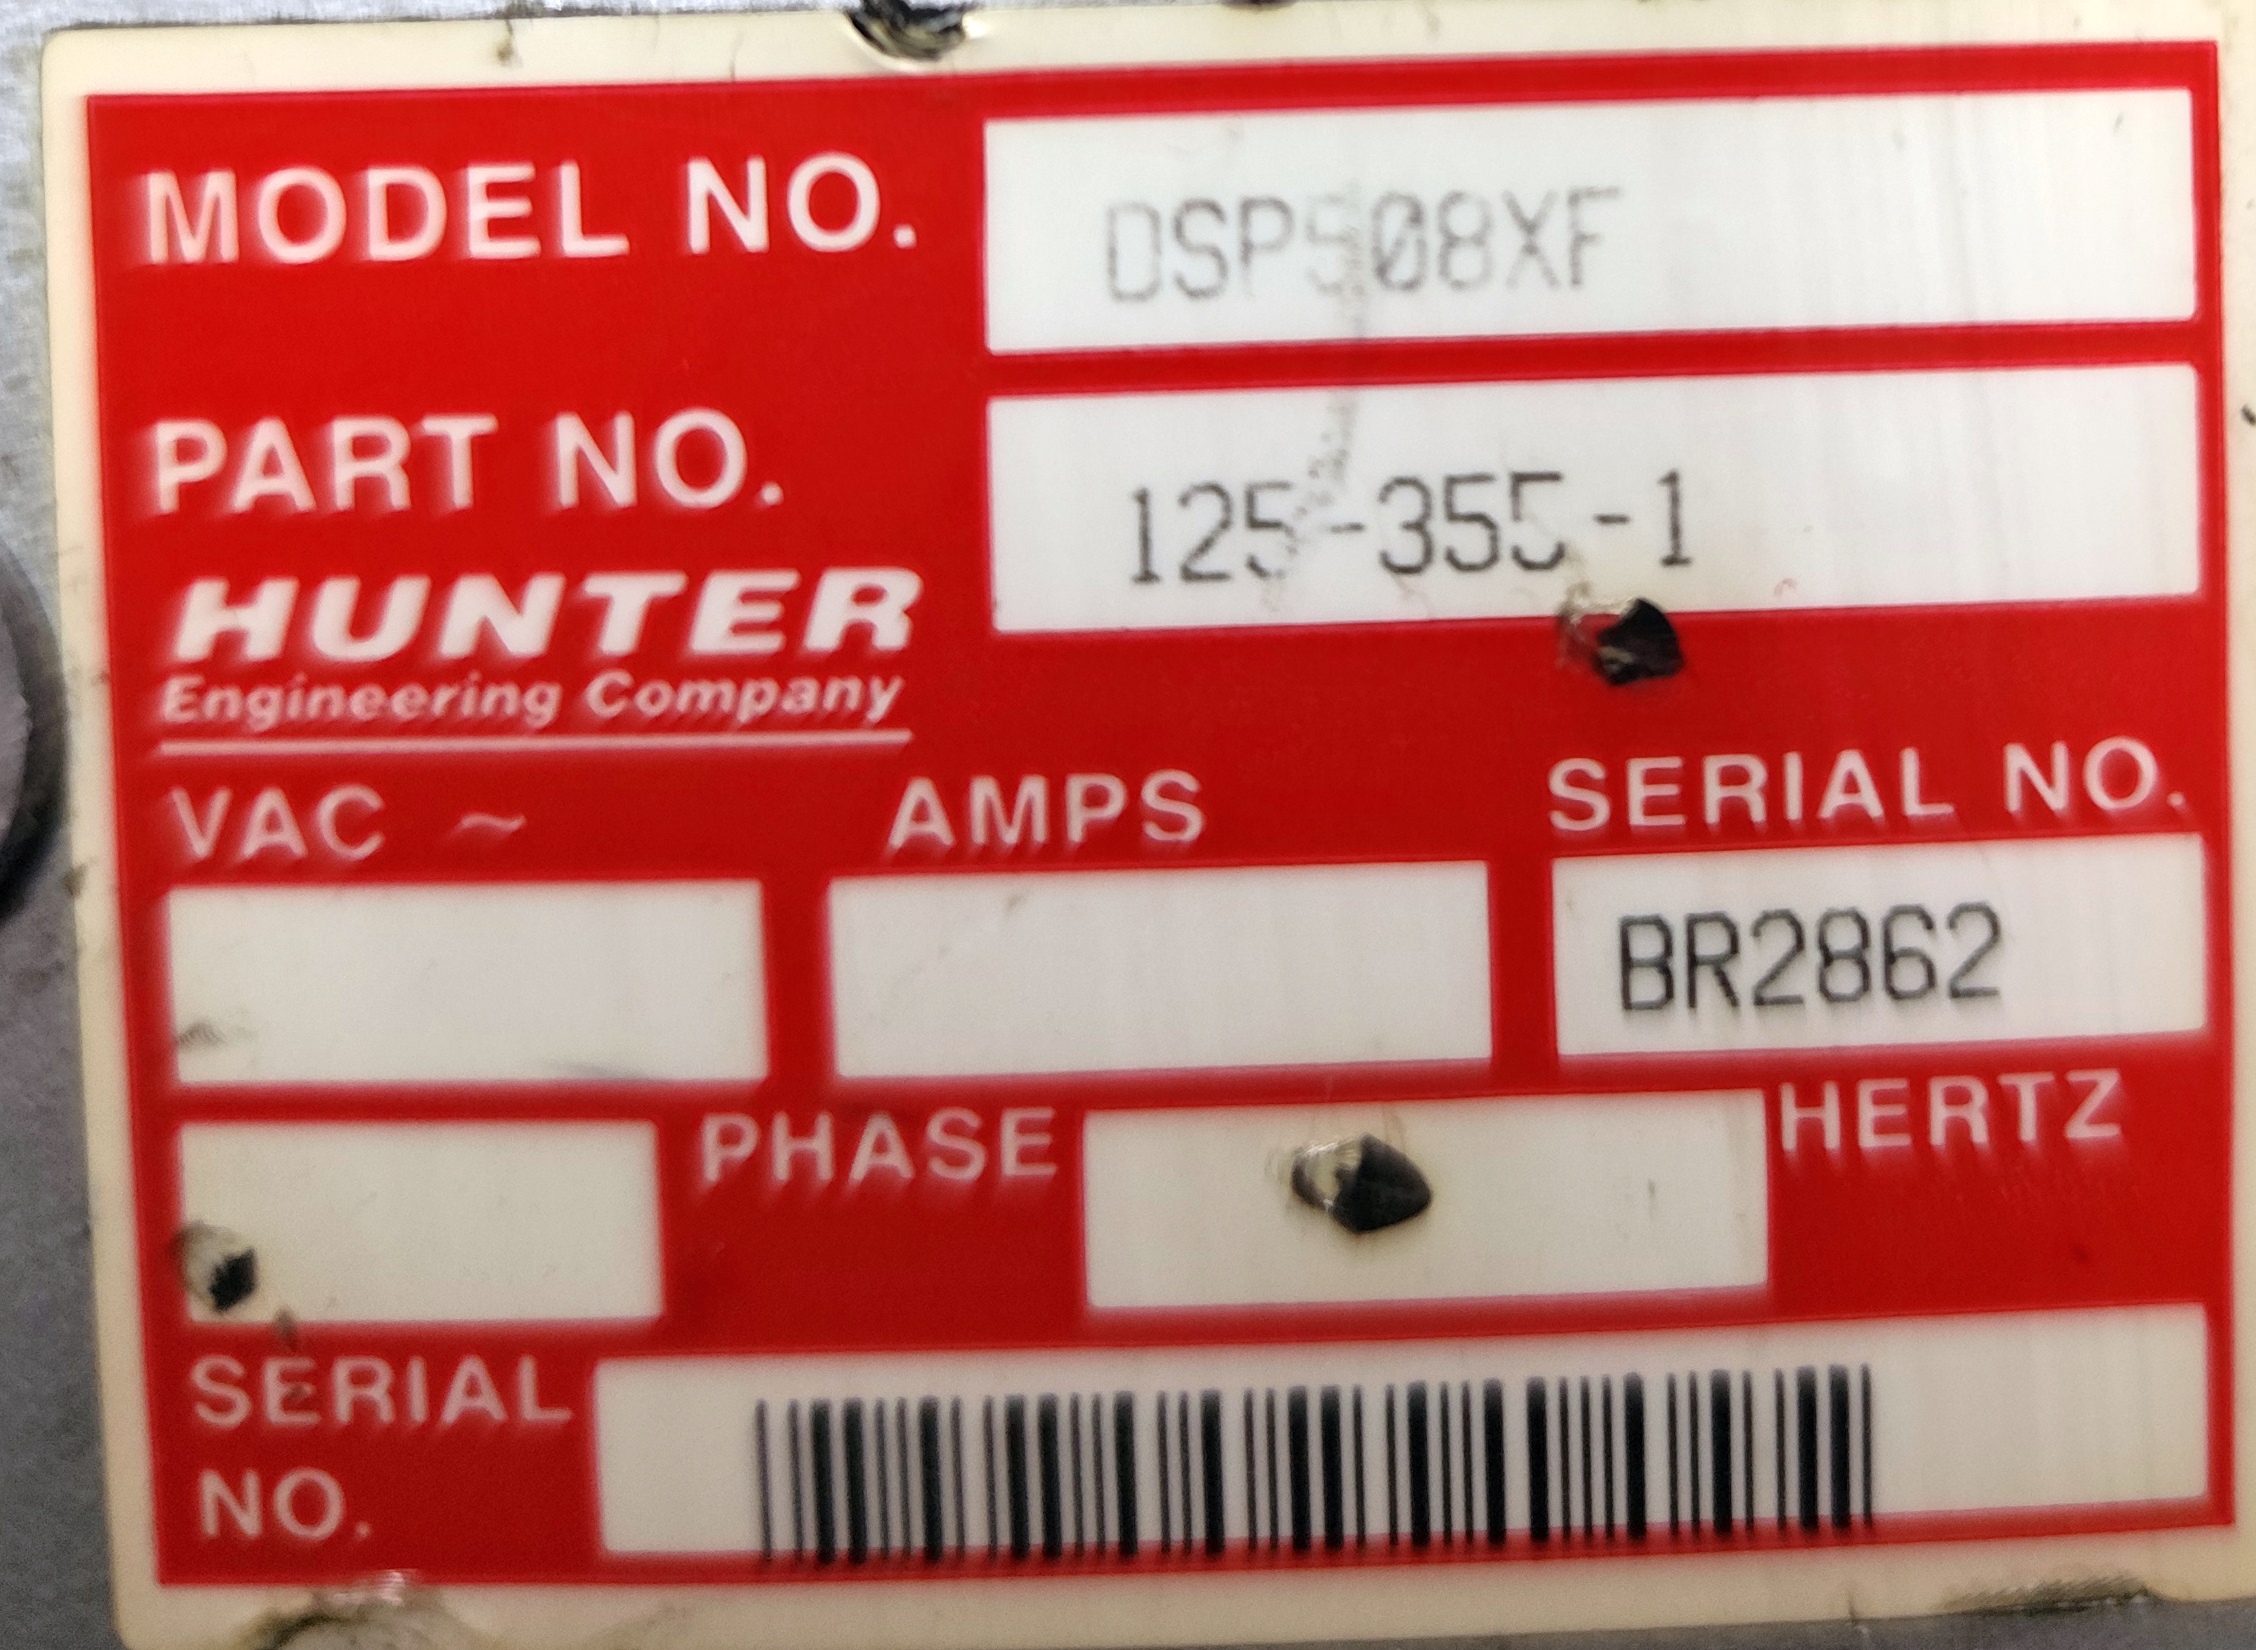 MODEL NO. DSP508XF
PART NO. 125-355-1
HUNTER
Engineering Company
VAC ~ AMPS SERIAL NO.
BR2862
PHASE HERTZ
SERIAL
NO.